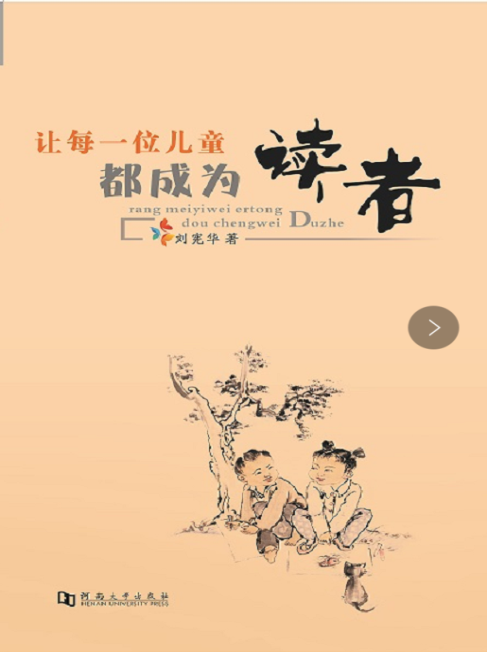 让每一位儿童
都成为 读者
rang meiyiwei ertong
dou chengwei Duzhe
刘宪华 著
河南大学出版社
HENAN UNIVERSITY PRESS